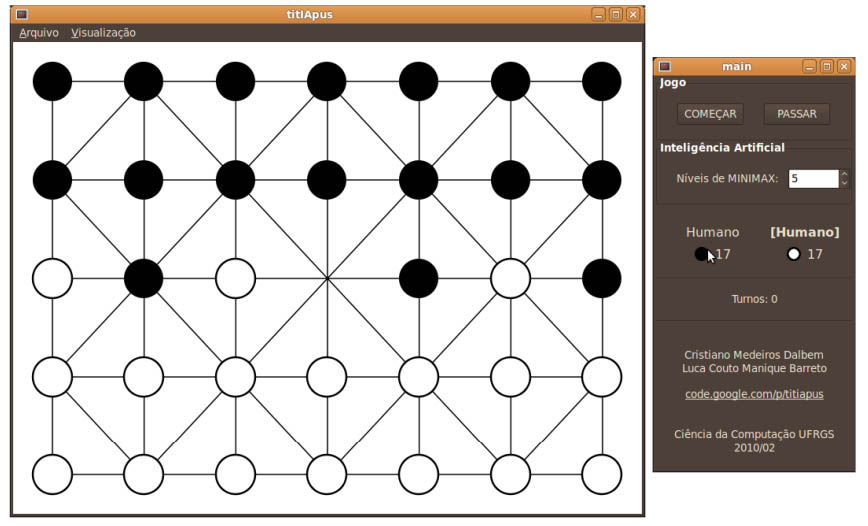 titIApus
Arquivo Visualização
main
Jogo
COMEÇAR PASSAR
Inteligência Artificial
Níveis de MINIMAX: 5
Humano [Humano]
17 17
Turnos: 0
Cristiano Medeiros Dalbem
Luca Couto Manique Barreto
code.google.com/p/titiapus
Ciência da Computação UFRGS
2010/02